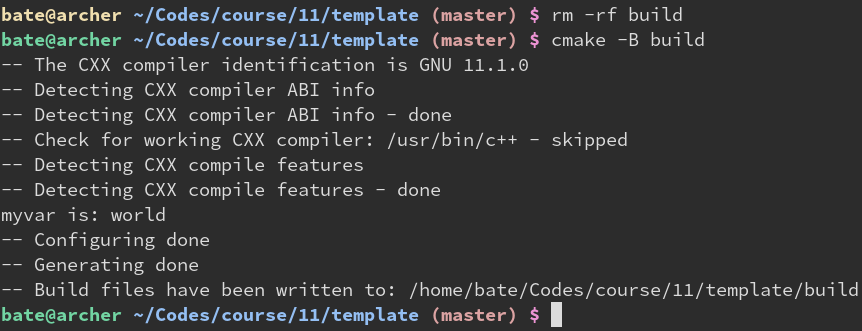 bate@archer ~/Codes/course/11/template (master) $ rm -rf build
bate@archer ~/Codes/course/11/template (master) $ cmake -B build
-- The CXX compiler identification is GNU 11.1.0
-- Detecting CXX compiler ABI info
-- Detecting CXX compiler ABI info - done
-- Check for working CXX compiler: /usr/bin/c++ - skipped
-- Detecting CXX compile features
-- Detecting CXX compile features - done
myvar is: world
-- Configuring done
-- Generating done
-- Build files have been written to: /home/bate/Codes/course/11/template/build
bate@archer ~/Codes/course/11/template (master) $